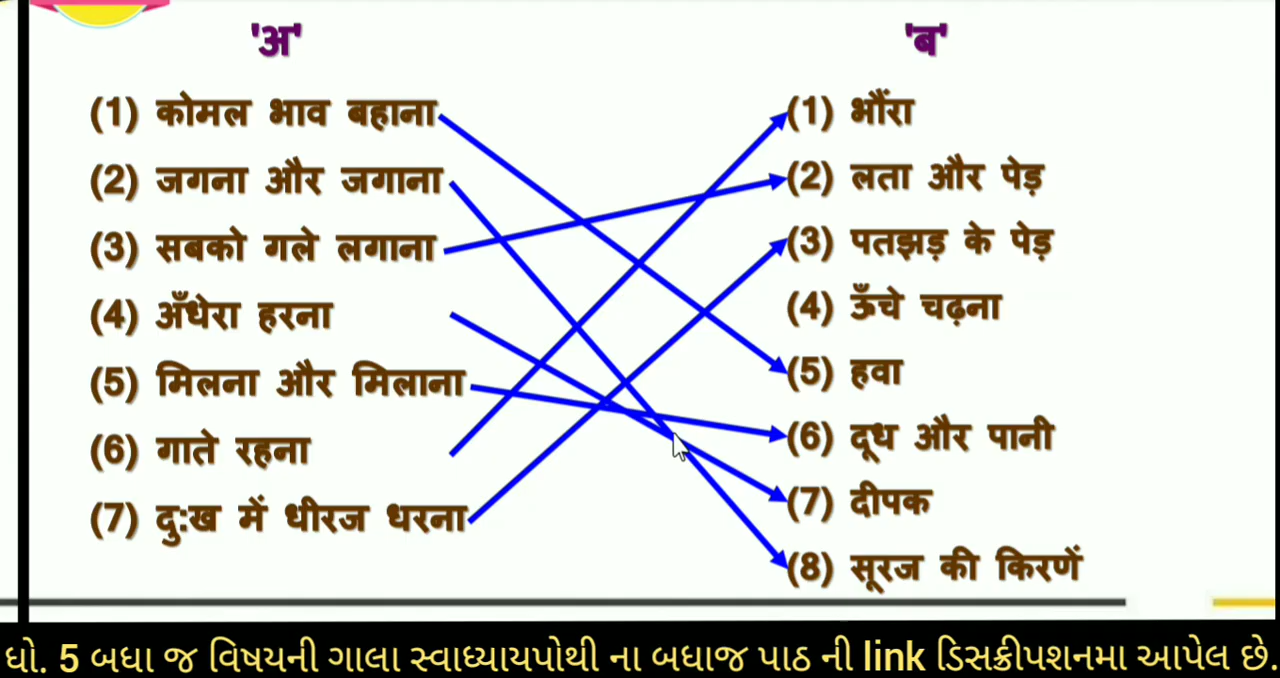 'अ' 'ब'
(1) कोमल भाव बहाना (1) भौंरा
(2) जगना और जगाना (2) लता और पेड़
(3) सबको गले लगाना (3) पतझड़ के पेड़
(4) अँधेरा हरना (4) ऊँचे चढ़ना
(5) मिलना और मिलाना (5) हवा
(6) गाते रहना (6) दूध और पानी
(7) दु:ख में धीरज धरना (7) दीपक
(8) सूरज की किरणें
ધો. 5 બધા જ વિષયની ગાલા સ્વાધ્યાયપોથી ના બધાજ પાઠ ની link ડિસક્રીપશનમા આપેલ છે.